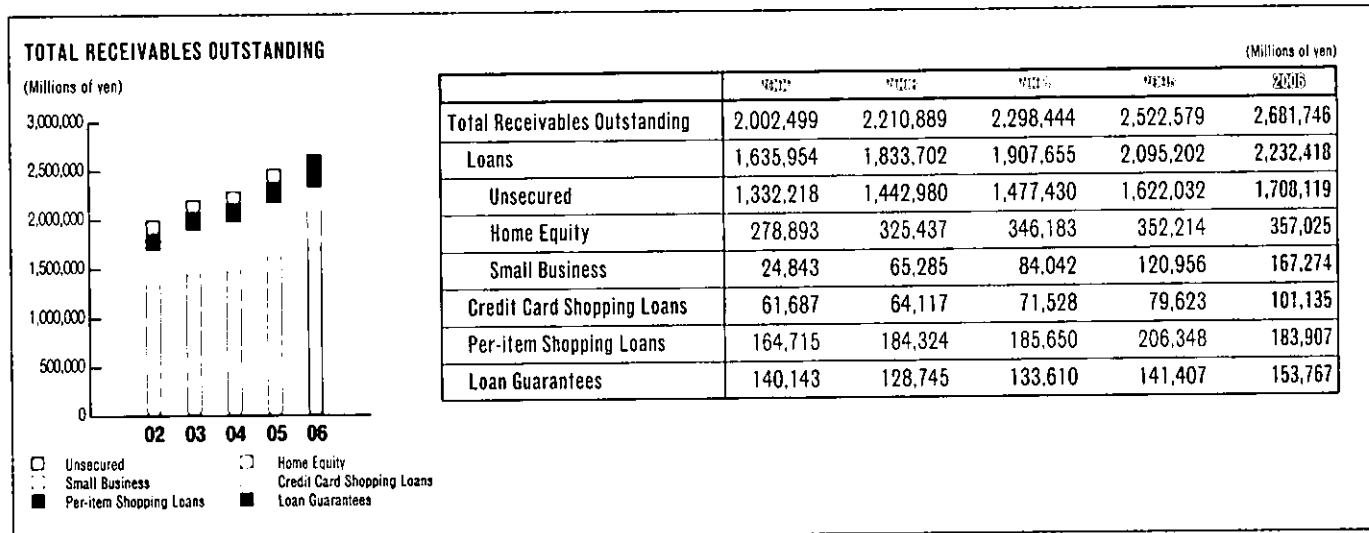 TOTAL RECEIVABLES OUTSTANDING
(Millions of yen)
3,000,000
2,500,000
2,000,000
1,500,000
1,000,000
500,000
0
02 03 04 05 06
Unsecured Home Equity
Small Business Credit Card Shopping Loans
Per-item Shopping Loans Loan Guarantees
(Millions of yen)
2006
Total Receivables Outstanding 2,002,499 2,210,889 2,298,444 2,522,579 2,681,746
Loans 1,635,954 1,833,702 1,907,655 2,095,202 2,232,418
Unsecured 1,332,218 1,442,980 1,477,430 1,622,032 1,708,119
Home Equity 278,893 325,437 346,183 352,214 357,025
Small Business 24,843 65,285 84,042 120,956 167,274
Credit Card Shopping Loans 61,687 64,117 71,528 79,623 101,135
Per-item Shopping Loans 164,715 184,324 185,650 206,348 183,907
Loan Guarantees 140,143 128,745 133,610 141,407 153,767